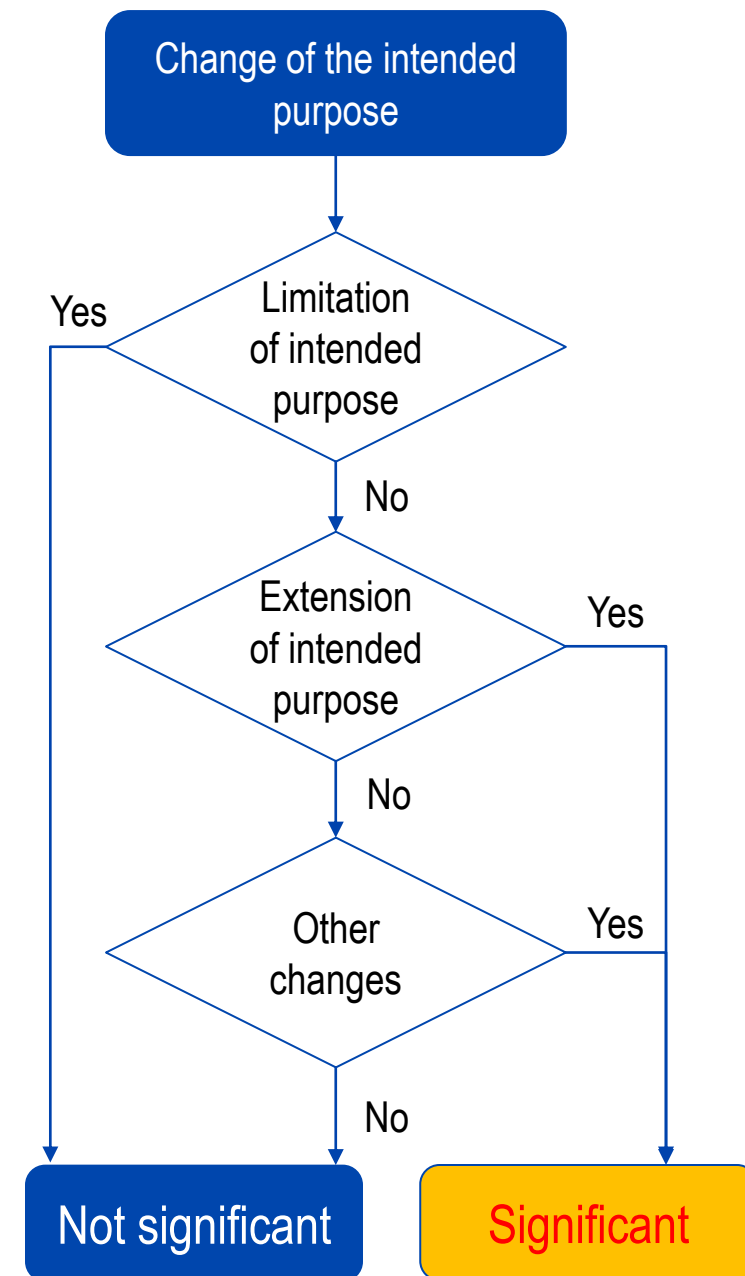 Change of the intended
purpose
Limitation
of intended
purpose
Yes
No
Extension
of intended
purpose
Yes
No
Other
changes
Yes
No
Not significant
Significant